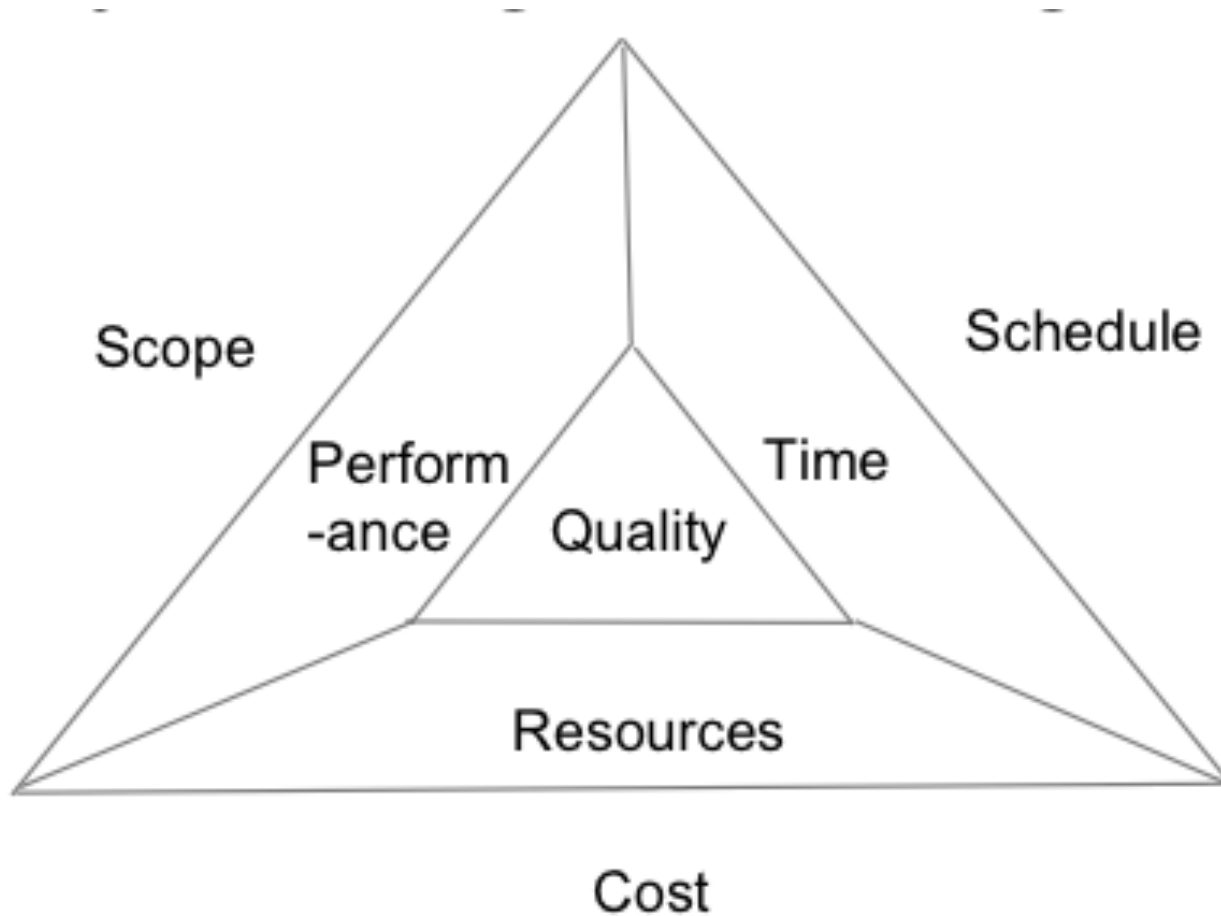 Scope
Schedule
Perform
-ance
Time
Quality
Resources
Cost